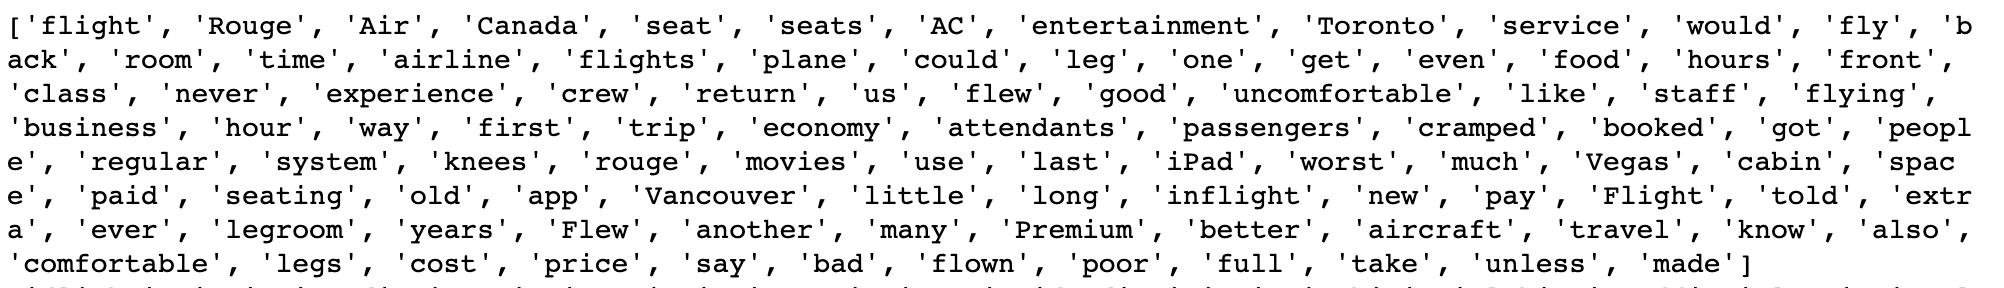 ['flight', 'Rouge', 'Air', 'Canada', 'seat', 'seats', 'AC', 'entertainment', 'Toronto', 'service', 'would', 'fly', 'b
ack', 'room', 'time', 'airline', 'flights', 'plane', 'could', 'leg', 'one', 'get', 'even', 'food', 'hours', 'front',
'class', 'never', 'experience', 'crew', 'return', 'us', 'flew', 'good', 'uncomfortable', 'like', 'staff', 'flying',
'business', 'hour', 'way', 'first', 'trip', 'economy', 'attendants', 'passengers', 'cramped', 'booked', 'got', 'peopl
e', 'regular', 'system', 'knees', 'rouge', 'movies', 'use', 'last', 'iPad', 'worst', 'much', 'Vegas', 'cabin', 'spac
e', 'paid', 'seating', 'old', 'app', 'Vancouver', 'little', 'long', 'inflight', 'new', 'pay', 'Flight', 'told', 'extr
a', 'ever', 'legroom', 'years', 'Flew', 'another', 'many', 'Premium', 'better', 'aircraft', 'travel', 'know', 'also',
'comfortable', 'legs', 'cost', 'price', 'say', 'bad', 'flown', 'poor', 'full', 'take', 'unless', 'made']